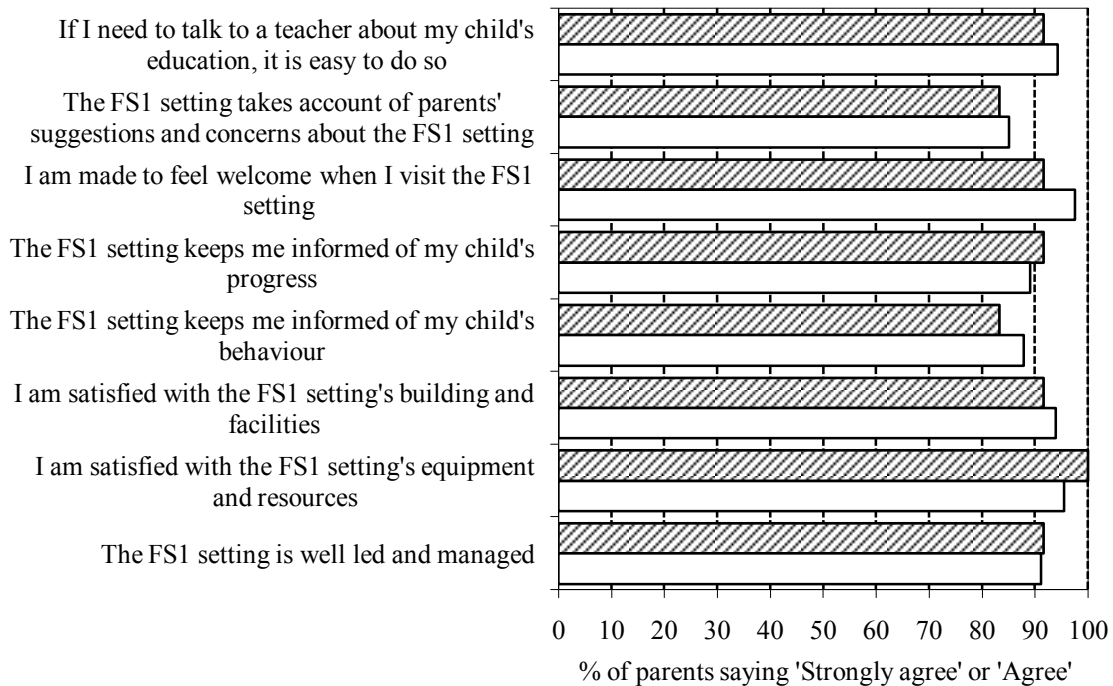 If I need to talk to a teacher about my child's
education, it is easy to do so
The FS1 setting takes account of parents'
suggestions and concerns about the FS1 setting
I am made to feel welcome when I visit the FS1
setting
The FS1 setting keeps me informed of my child's
progress
The FS1 setting keeps me informed of my child's
behaviour
I am satisfied with the FS1 setting's building and
facilities
I am satisfied with the FS1 setting's equipment
and resources
The FS1 setting is well led and managed
0 10 20 30 40 50 60 70 80 90 100
% of parents saying 'Strongly agree' or 'Agree'